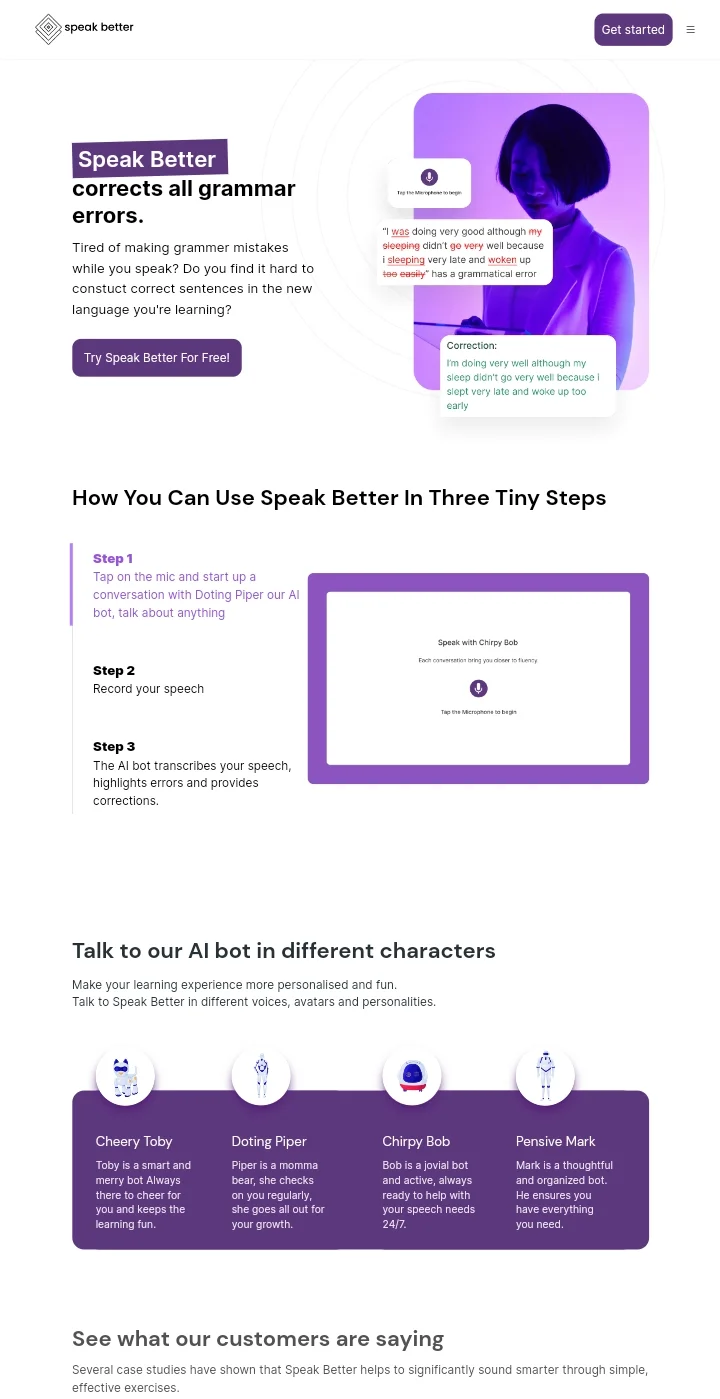 speak better
Get started
Speak Better
corrects all grammar
errors.
Tired of making grammer mistakes
while you speak? Do you find it hard to
constuct correct sentences in the new
language you're learning?
Try Speak Better For Free!
Tap the Microphone to begin
"I was doing very good although my
sleeping didn't go very well because
i sleeping very late and woken up
too easily" has a grammatical error
Correction:
I'm doing very well although my
sleep didn't go very well because i
slept very late and woke up too
early
How You Can Use Speak Better In Three Tiny Steps
Step 1
Tap on the mic and start up a
conversation with Doting Piper our AI
bot, talk about anything
Step 2
Record your speech
Step 3
The AI bot transcribes your speech,
highlights errors and provides
corrections.
Speak with Chirpy Bob
Each conversation bring you closer to fluency.
Tap the Microphone to begin
Talk to our AI bot in different characters
Make your learning experience more personalised and fun.
Talk to Speak Better in different voices, avatars and personalities.
Cheery Toby
Toby is a smart and
merry bot Always
there to cheer for
you and keeps the
learning fun.
Doting Piper
Piper is a momma
bear, she checks
on you regularly,
she goes all out for
your growth.
Chirpy Bob
Bob is a jovial bot
and active, always
ready to help with
your speech needs
24/7.
Pensive Mark
Mark is a thoughtful
and organized bot.
He ensures you
have everything
you need.
See what our customers are saying
Several case studies have shown that Speak Better helps to significantly sound smarter through simple,
effective exercises.